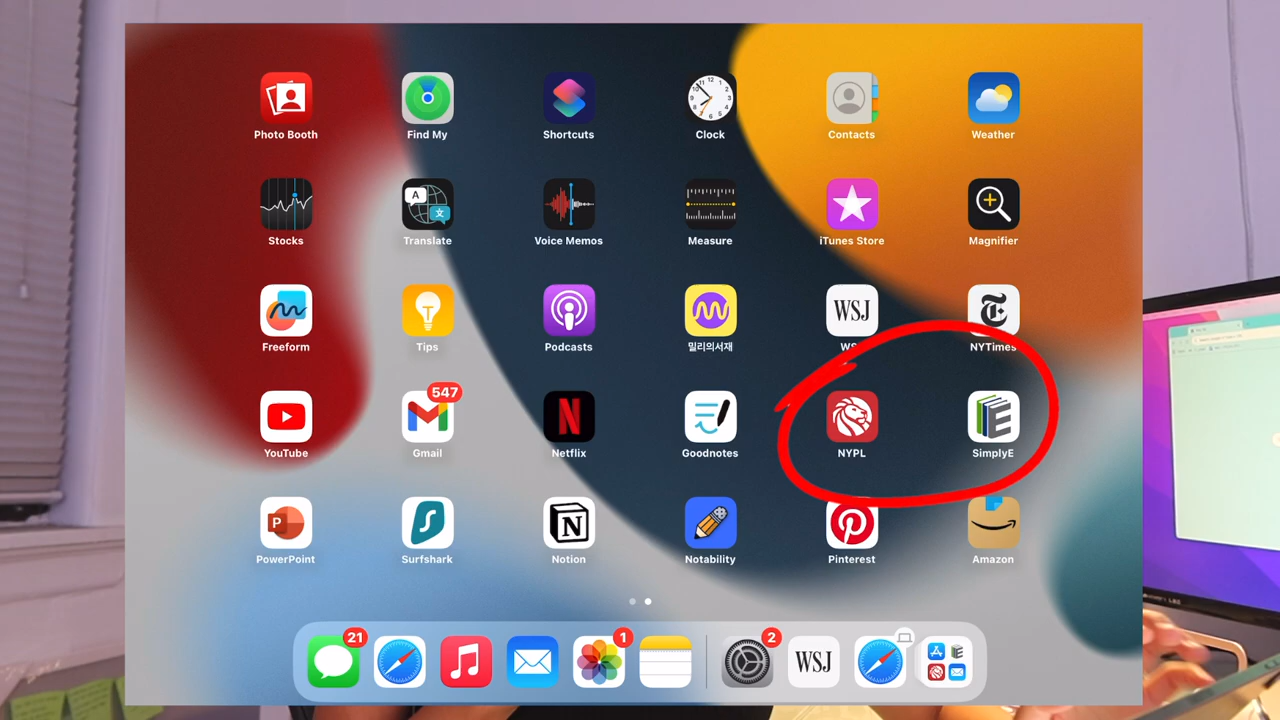 Photo Booth
Find My
Shortcuts
Clock
Contacts
Weather
Stocks
Translate
Voice Memos
Measure
iTunes Store
Magnifier
Freeform
Tips
Podcasts
밀리의서재
WSJ
NYTimes
547
YouTube
Gmail
Netflix
Goodnotes
NYPL
SimplyE
PowerPoint
Surfshark
Notion
Notability
Pinterest
Amazon
21
1
2
WSJ